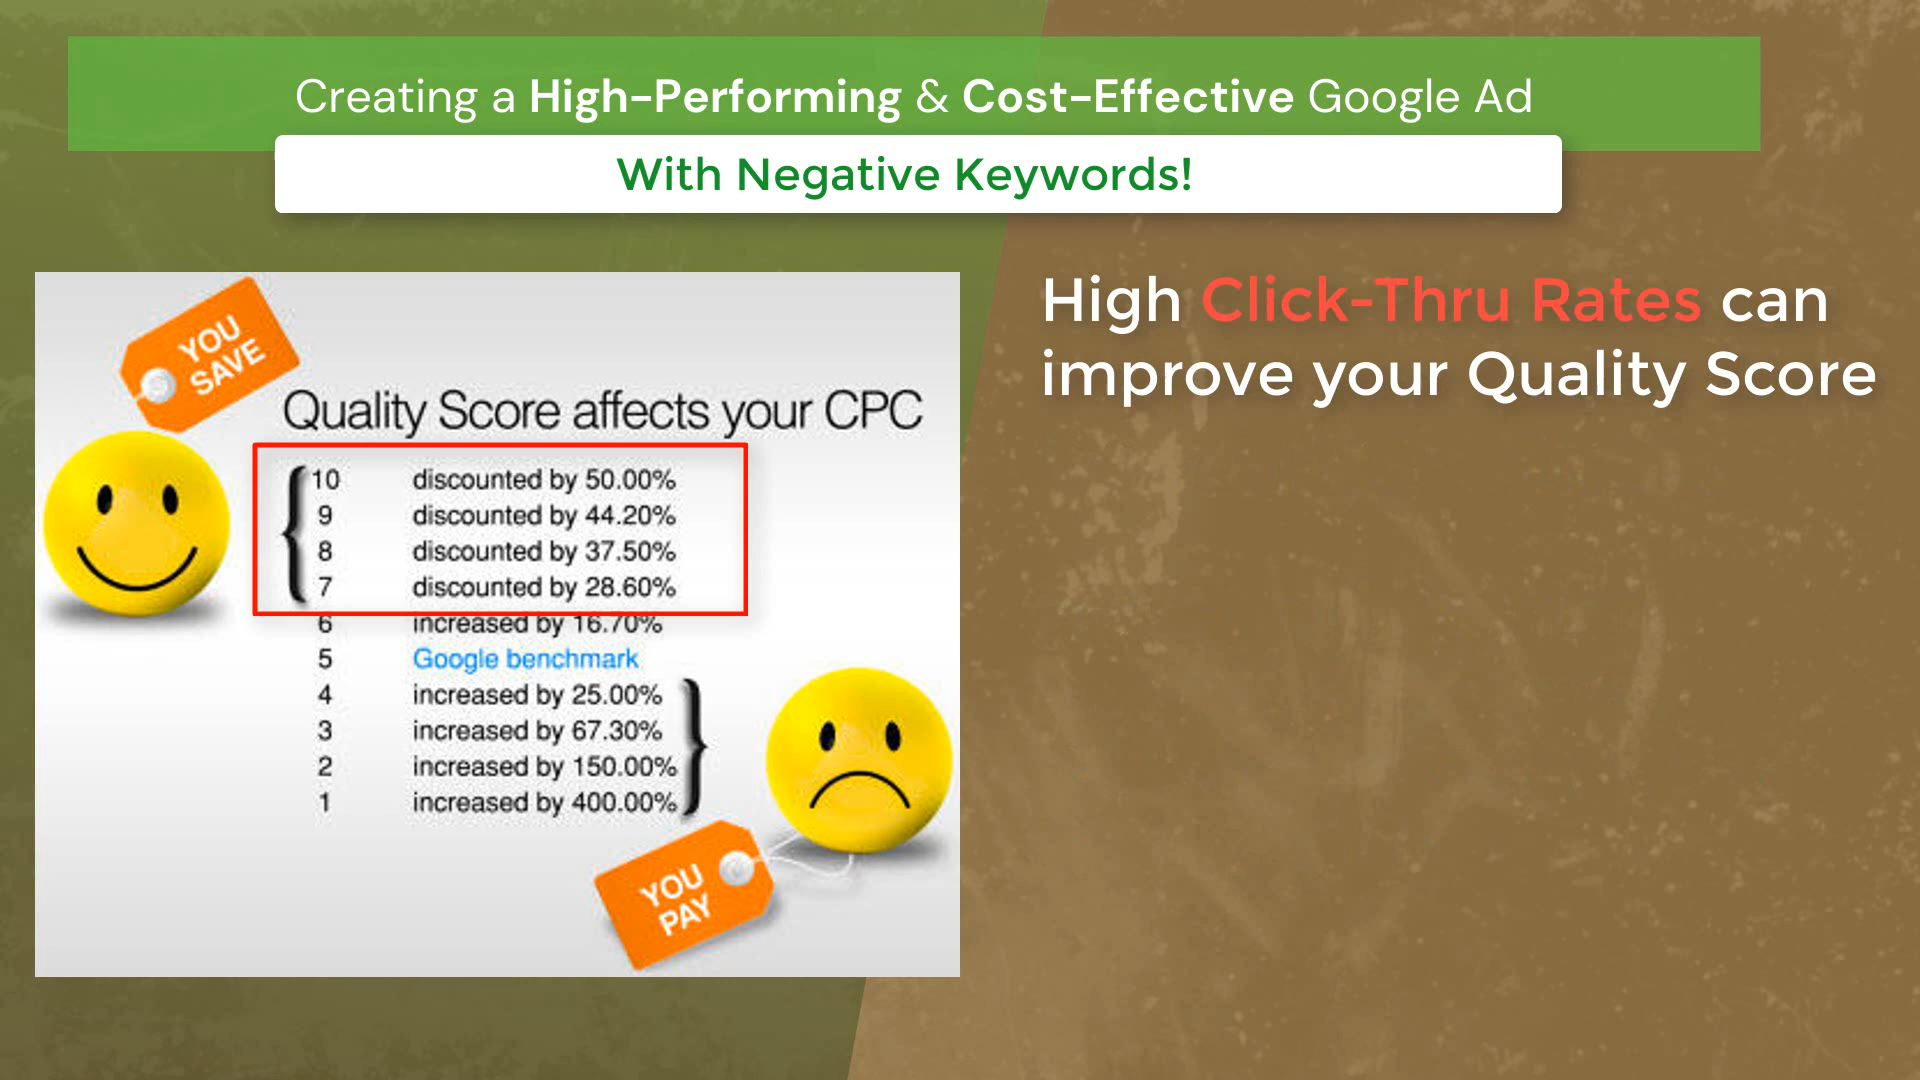 Creating a High-Performing & Cost-Effective Google Ad
With Negative Keywords!
High Click-Thru Rates can
improve your Quality Score
YOU
SAVE
Quality Score affects your CPC
10 discounted by 50.00%
9 discounted by 44.20%
8 discounted by 37.50%
7 discounted by 28.60%
6 increased by 16.70%
5 Google benchmark
4 increased by 25.00%
3 increased by 67.30%
2 increased by 150.00%
1 increased by 400.00%
YOU
PAY